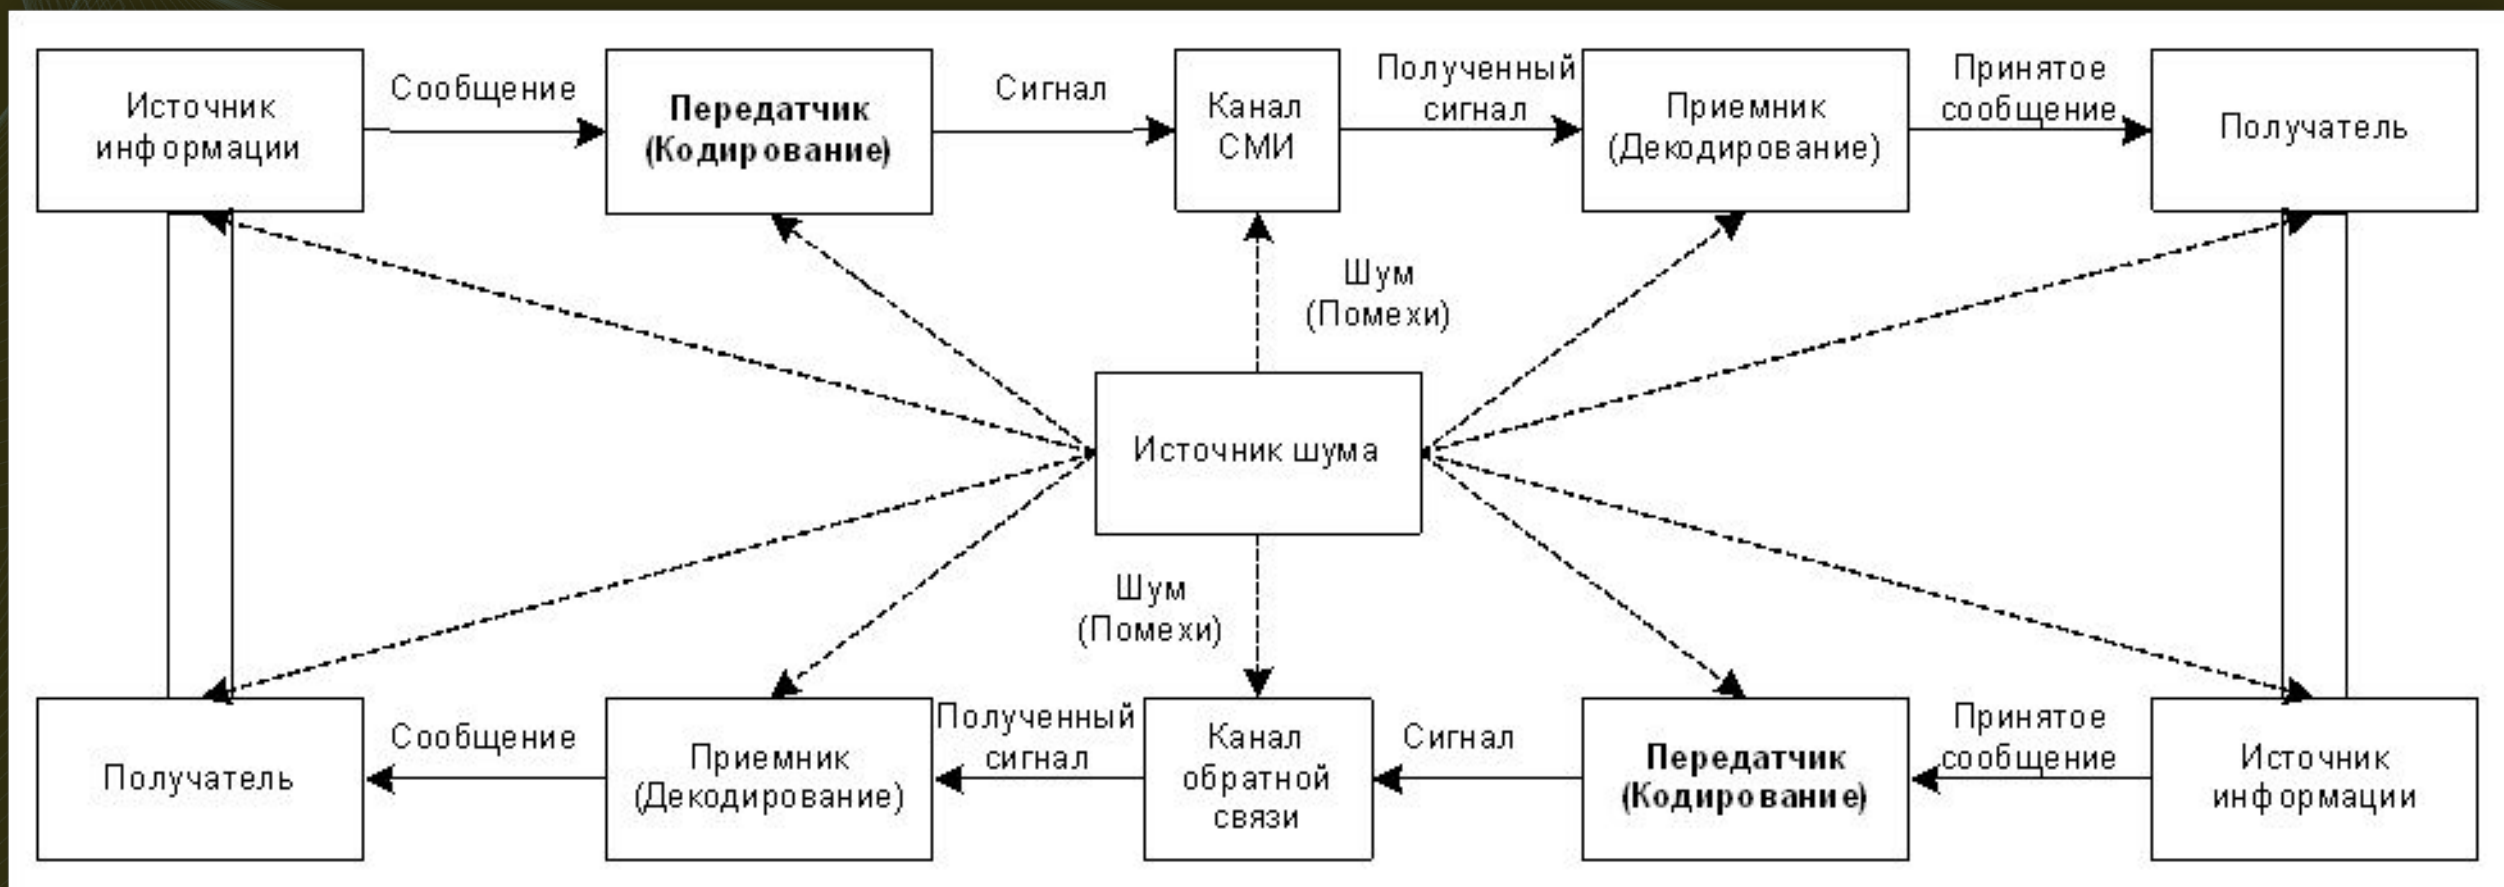 Источник
информации
Сообщение
Передатчик
(Кодирование)
Сигнал
Канал
СМИ
Полученный
сигнал
Приемник
(Декодирование)
Принятое
сообщение
Получатель
Шум
(Помехи)
Источник шума
Шум
(Помехи)
Получатель
Сообщение
Приемник
(Декодирование)
Полученный
сигнал
Канал
обратной
связи
Сигнал
Передатчик
(Кодирование)
Принятое
сообщение
Источник
информации